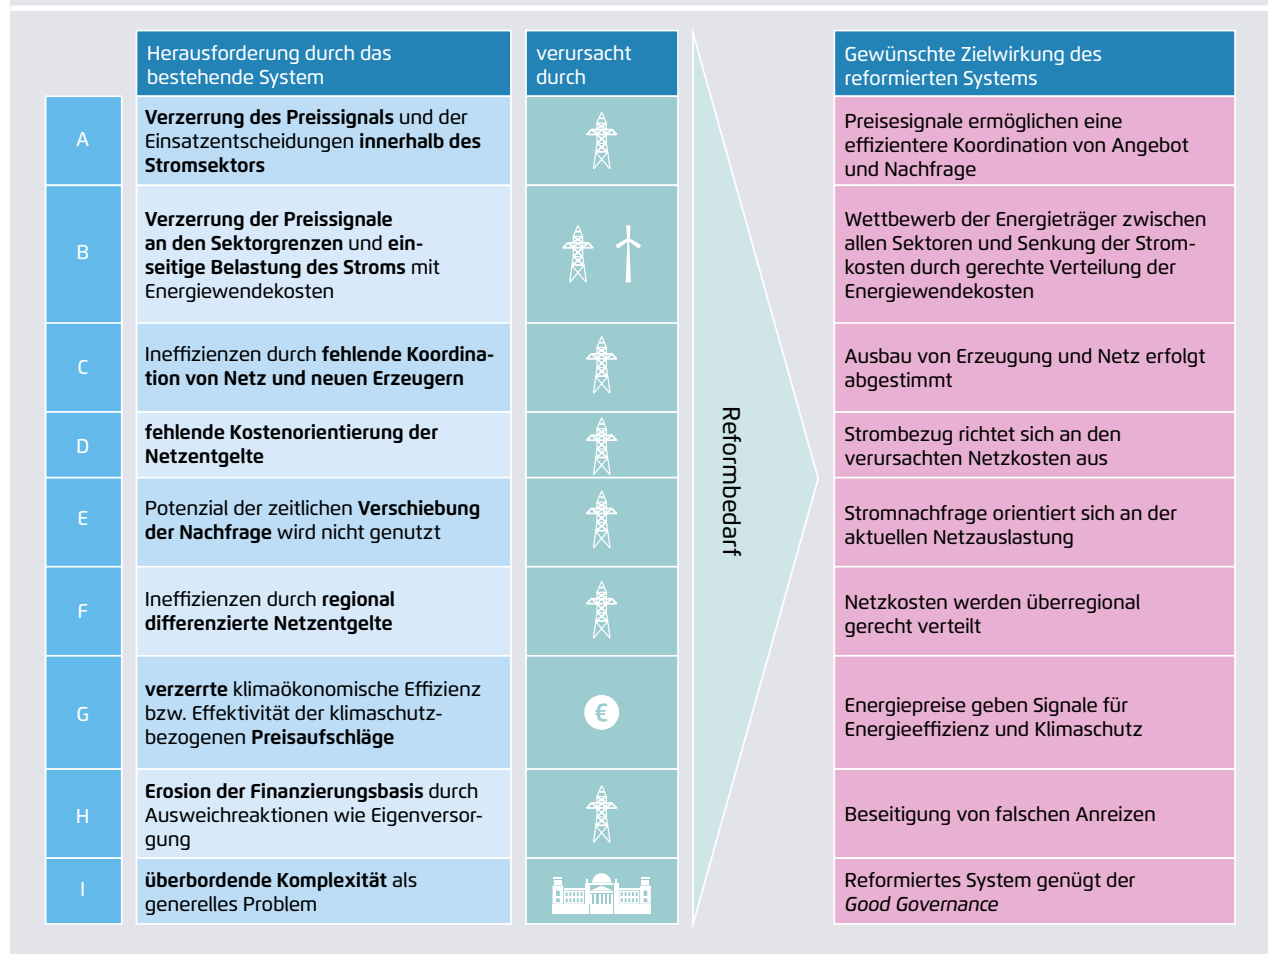 Herausforderung durch das
bestehende System
verursacht
durch
Gewünschte Zielwirkung des
reformierten Systems
A
Verzerrung des Preissignals und der
Einsatzentscheidungen innerhalb des
Stromsektors
Preisesignale ermöglichen eine
effizientere Koordination von Angebot
und Nachfrage
B
Verzerrung der Preissignale
an den Sektorgrenzen und ein-
seitige Belastung des Stroms mit
Energiewendekosten
Wettbewerb der Energieträger zwischen
allen Sektoren und Senkung der Strom-
kosten durch gerechte Verteilung der
Energiewendekosten
C
Ineffizienzen durch fehlende Koordina-
tion von Netz und neuen Erzeugern
Ausbau von Erzeugung und Netz erfolgt
abgestimmt
D
fehlende Kostenorientierung der
Netzentgelte
Strombezug richtet sich an den
verursachten Netzkosten aus
E
Potenzial der zeitlichen Verschiebung
der Nachfrage wird nicht genutzt
Stromnachfrage orientiert sich an der
aktuellen Netzauslastung
F
Ineffizienzen durch regional
differenzierte Netzentgelte
Netzkosten werden überregional
gerecht verteilt
G
verzerrte klimaökonomische Effizienz
bzw. Effektivität der klimaschutz-
bezogenen Preisaufschläge
€
Energiepreise geben Signale für
Energieeffizienz und Klimaschutz
H
Erosion der Finanzierungsbasis durch
Ausweichreaktionen wie Eigenversor-
gung
Beseitigung von falschen Anreizen
I
überbordende Komplexität als
generelles Problem
Reformiertes System genügt der
Good Governance
Reformbedarf